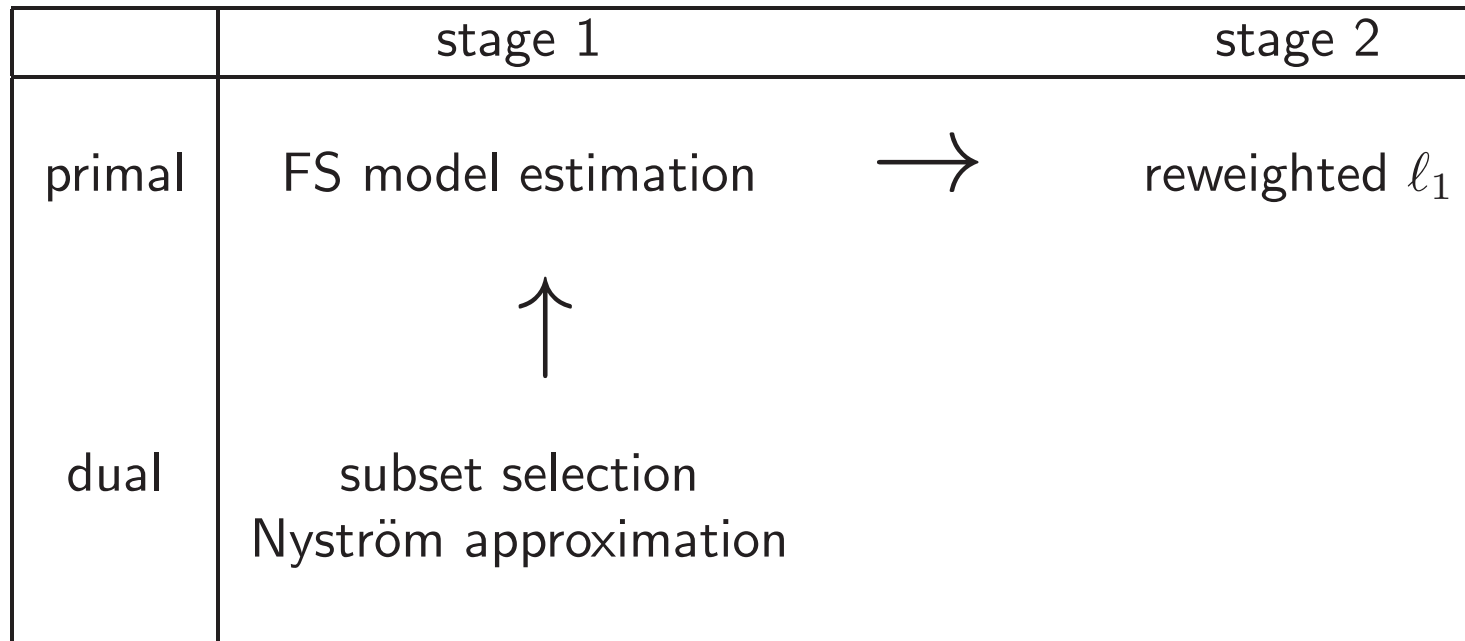 stage 1 stage 2
primal FS model estimation → reweighted ℓ₁
↑
dual subset selection
Nyström approximation